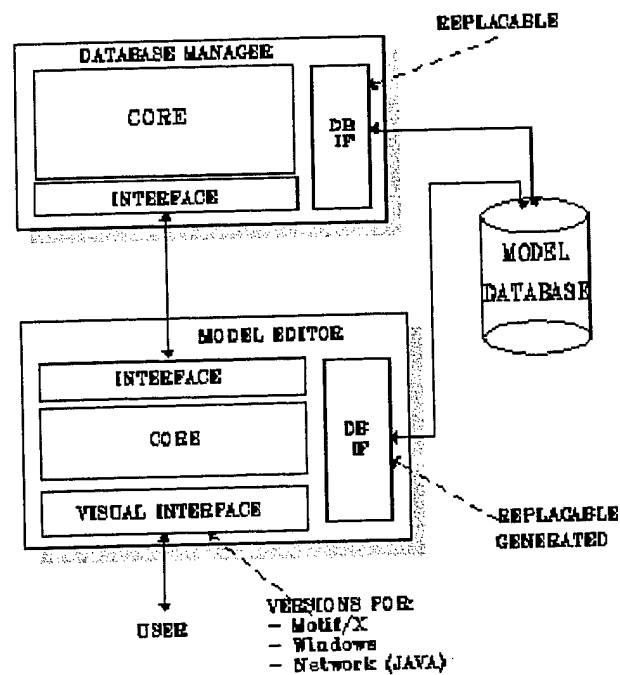 REPLACABLE
DATABASE MANAGER
CORE
DB
IF
INTERFACE
MODEL
DATABASE
MODEL EDITOR
INTERFACE
CORE
DB
IF
VISUAL INTERFACE
REPLACABLE
GENERATED
USER
VERSIONS FOR:
- Motif/X
- Windows
- Network (JAVA)